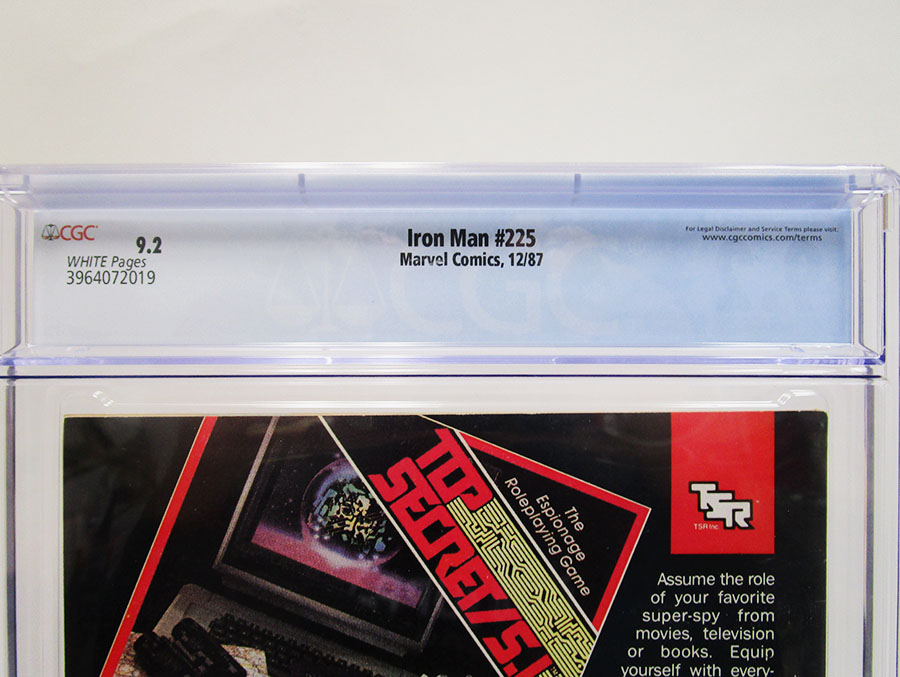 CGC
9.2
WHITE Pages
3964072019
Iron Man #225
Marvel Comics, 12/87
For Legal Disclaimer and Service Terms please visit:
www.cgccomics.com/terms
CGC
TOP
SECRET/S.I.
The
Espionage
Roleplaying Game
TSR
TSR Inc.
Assume the role
of your favorite
super-spy from
movies, television
or books. Equip
yourself with every-